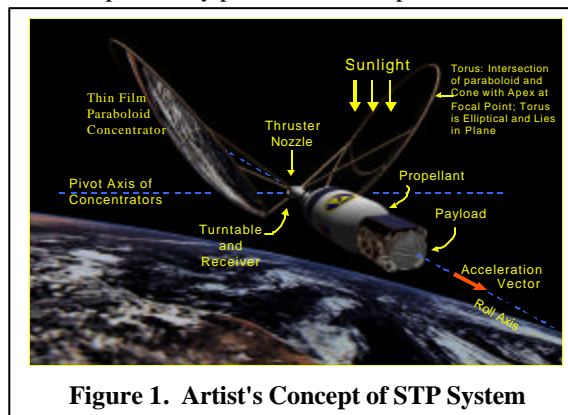 Sunlight
Torus: Intersection
of paraboloid and
Cone with Apex at
Focal Point; Torus
is Elliptical and Lies
in Plane
Thin Film
Paraboloid
Concentrator
Thruster
Nozzle
Pivot Axis of
Concentrators
Propellant
Payload
Turntable
and
Receiver
Acceleration
Vector
Roll Axis
Figure 1. Artist's Concept of STP System